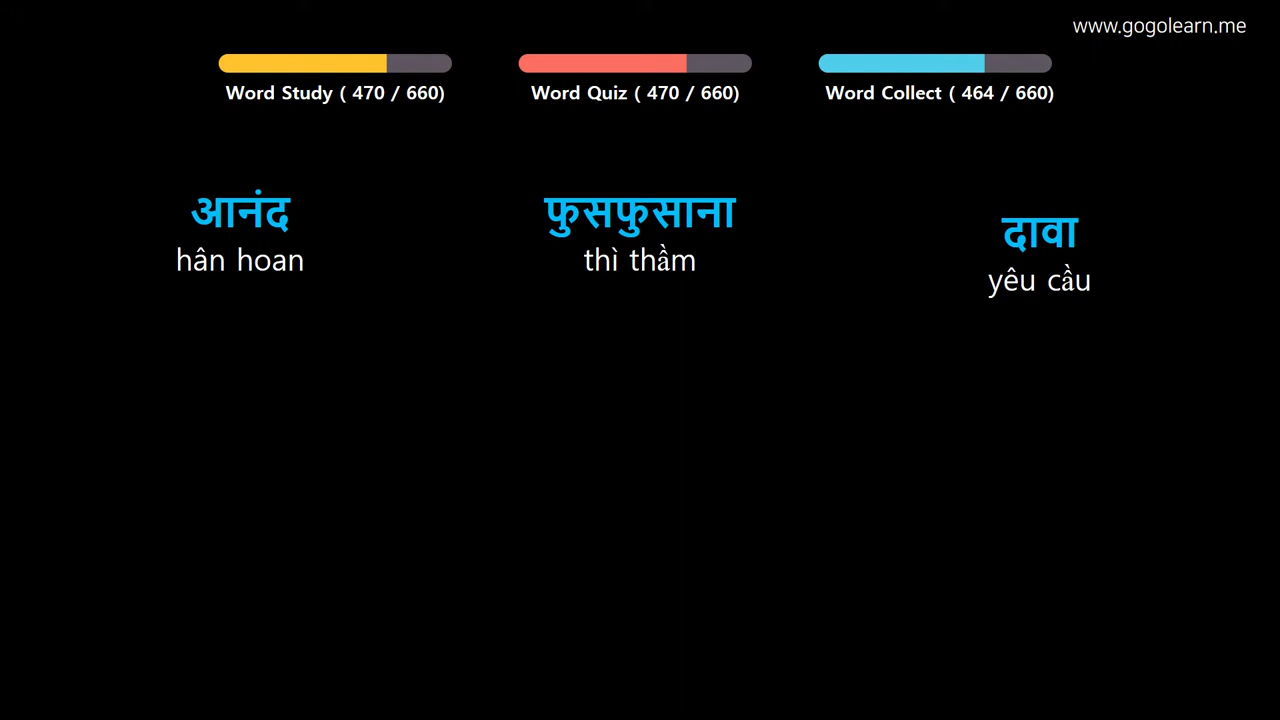 www.gogolearn.me
Word Study ( 470 / 660)
Word Quiz ( 470 / 660)
Word Collect ( 464 / 660)
आनंद
hân hoan
फुसफुसाना
thì thầm
दावा
yêu cầu